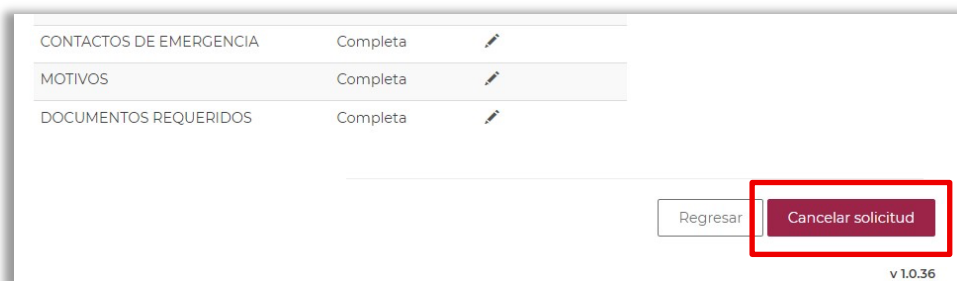 CONTACTOS DE EMERGENCIA Completa
MOTIVOS Completa
DOCUMENTOS REQUERIDOS Completa
Regresar Cancelar solicitud
v 1.0.36